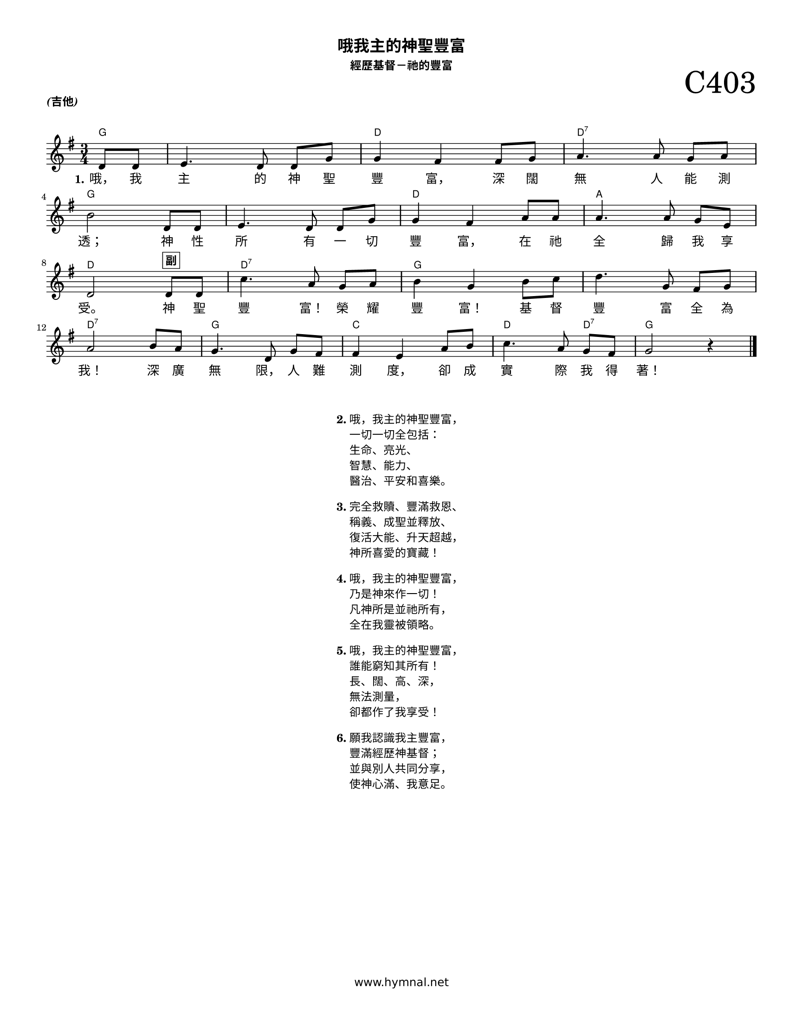 哦我主的神聖豐富
經歷基督－祂的豐富
C403
(吉他)
G D D7
3
4
1. 哦， 我 主 的 神 聖 豐 富， 深 闊 無 人 能 測
4 G D A
透； 神 性 所 有 一 切 豐 富， 在 祂 全 歸 我 享
8 D 副 D7 G
受。 神 聖 豐 富！ 榮 耀 豐 富！ 基 督 豐 富 全 為
12 D7 G C D D7 G
我！ 深 廣 無 限， 人 難 測 度， 卻 成 實 際 我 得 著！
2. 哦，我主的神聖豐富，
一切一切全包括：
生命、亮光、
智慧、能力、
醫治、平安和喜樂。
3. 完全救贖、豐滿救恩、
稱義、成聖並釋放、
復活大能、升天超越，
神所喜愛的寶藏！
4. 哦，我主的神聖豐富，
乃是神來作一切！
凡神所是並祂所有，
全在我靈被領略。
5. 哦，我主的神聖豐富，
誰能窮知其所有！
長、闊、高、深，
無法測量，
卻都作了我享受！
6. 願我認識我主豐富，
豐滿經歷神基督；
並與別人共同分享，
使神心滿、我意足。
www.hymnal.net